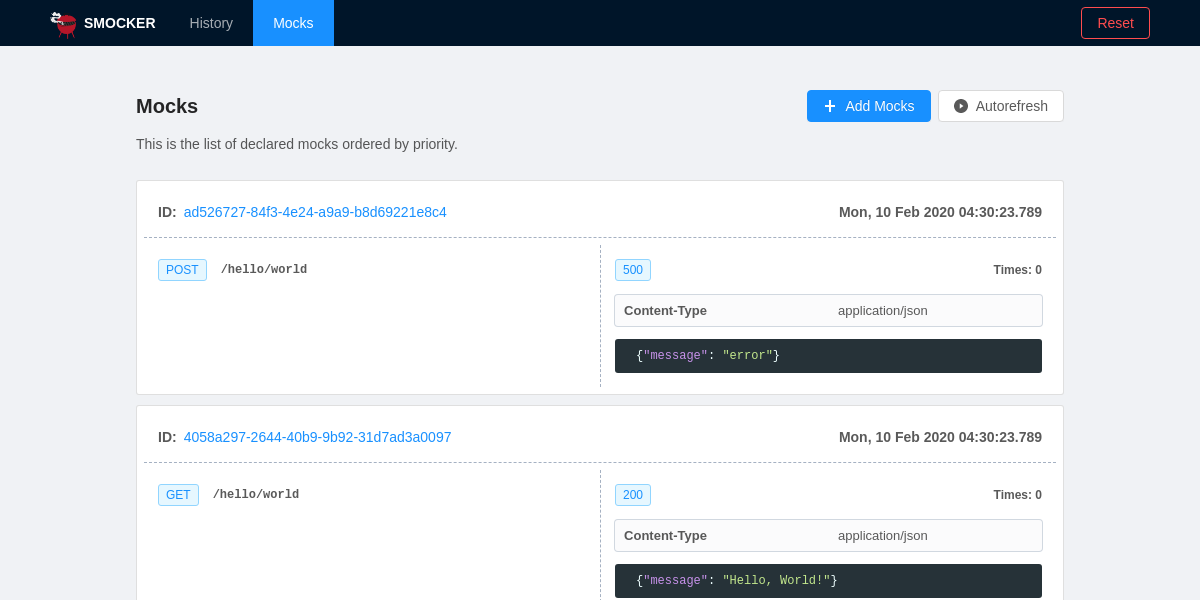 SMOCKER History Mocks Reset
Mocks
Add Mocks Autorefresh
This is the list of declared mocks ordered by priority.
ID: ad526727-84f3-4e24-a9a9-b8d69221e8c4 Mon, 10 Feb 2020 04:30:23.789
POST /hello/world 500 Times: 0
Content-Type application/json
{"message": "error"}
ID: 4058a297-2644-40b9-9b92-31d7ad3a0097 Mon, 10 Feb 2020 04:30:23.789
GET /hello/world 200 Times: 0
Content-Type application/json
{"message": "Hello, World!"}